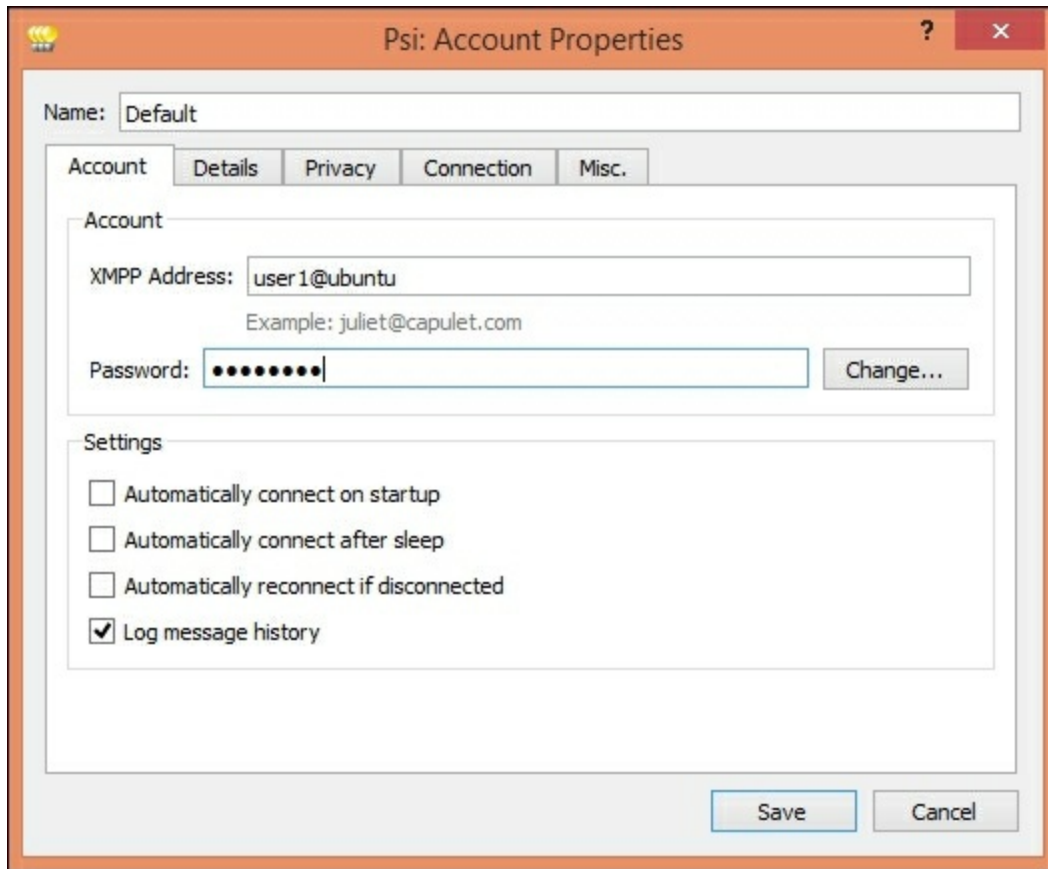 Psi: Account Properties
?
Name: Default
Account Details Privacy Connection Misc.
Account
XMPP Address: user1@ubuntu
Example: juliet@capulet.com
Password: ●●●●●●●● Change...
Settings
Automatically connect on startup
Automatically connect after sleep
Automatically reconnect if disconnected
Log message history
Save Cancel